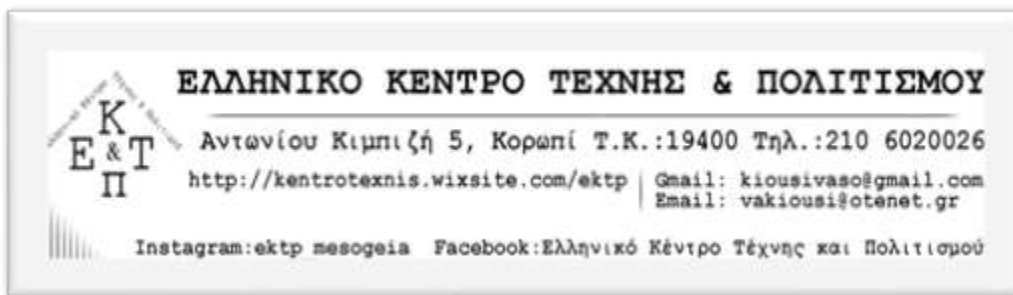 ΕΛΛΗΝΙΚΟ ΚΕΝΤΡΟ ΤΕΧΝΗΣ & ΠΟΛΙΤΙΣΜΟΥ
Κ
Ε & Τ
Π
Αντωνίου Κιμπιζή 5, Κορωπί Τ.Κ.:19400 Τηλ.:210 6020026
http://kentrotexnis.wixsite.com/ektp
Gmail: kiousivaso@gmail.com
Email: vakiousi@otenet.gr
Instagram:ektp mesogeia Facebook:Ελληνικό Κέντρο Τέχνης και Πολιτισμού